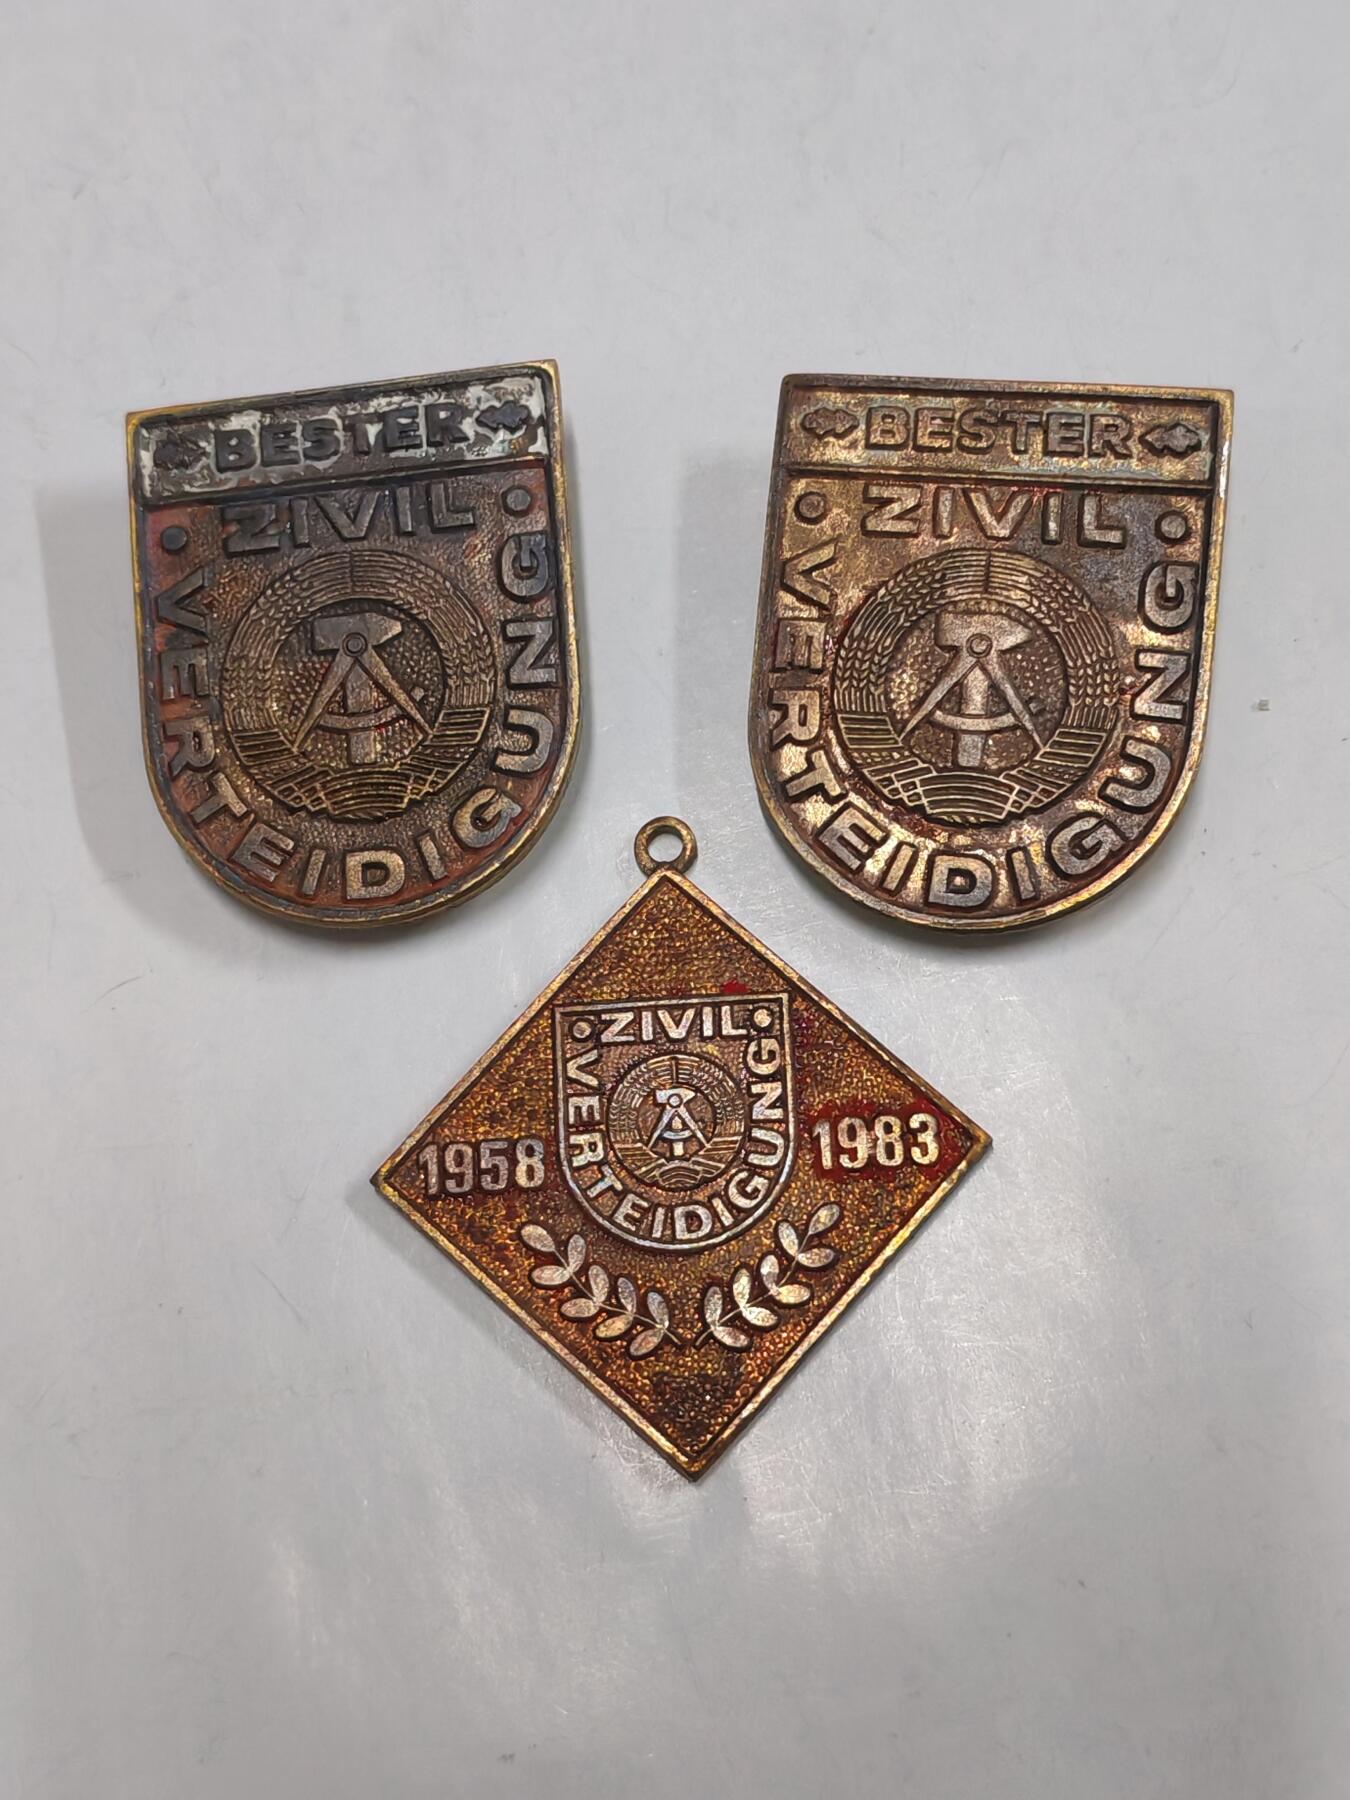 BESTER
ZIVIL
VERTEIDIGUNG
BESTER
ZIVIL
VERTEIDIGUNG
ZIVIL
VERTEIDIGUNG
1958
1983